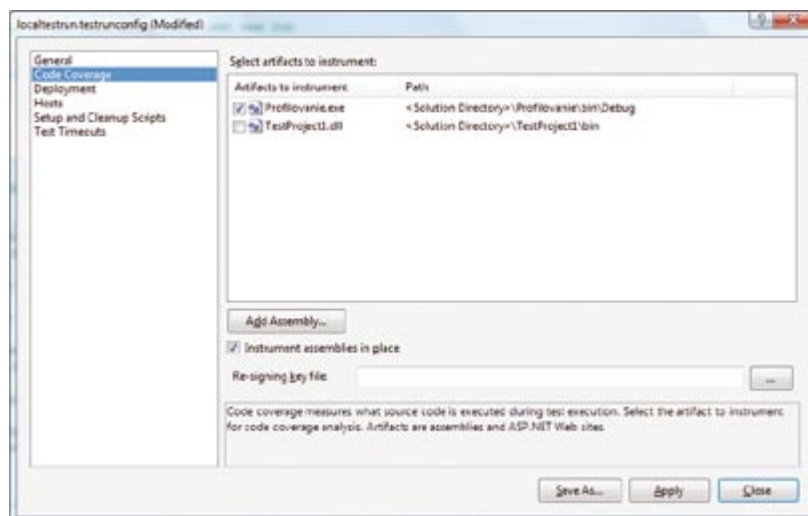 localtestrun.testrunconfig (Modified)
General
Code Coverage
Deployment
Hosts
Setup and Cleanup Scripts
Test Timeouts
Select artifacts to instrument:
Artifacts to instrument Path
Profilovanie.exe <Solution Directory>\Profilovanie\bin\Debug
TestProject1.dll <Solution Directory>\TestProject1\bin
Add Assembly...
Instrument assemblies in place
Re-signing key file:
...
Code coverage measures what source code is executed during test execution. Select the artifact to instrument
for code coverage analysis. Artifacts are assemblies and ASP.NET Web sites.
Save As... Apply Close